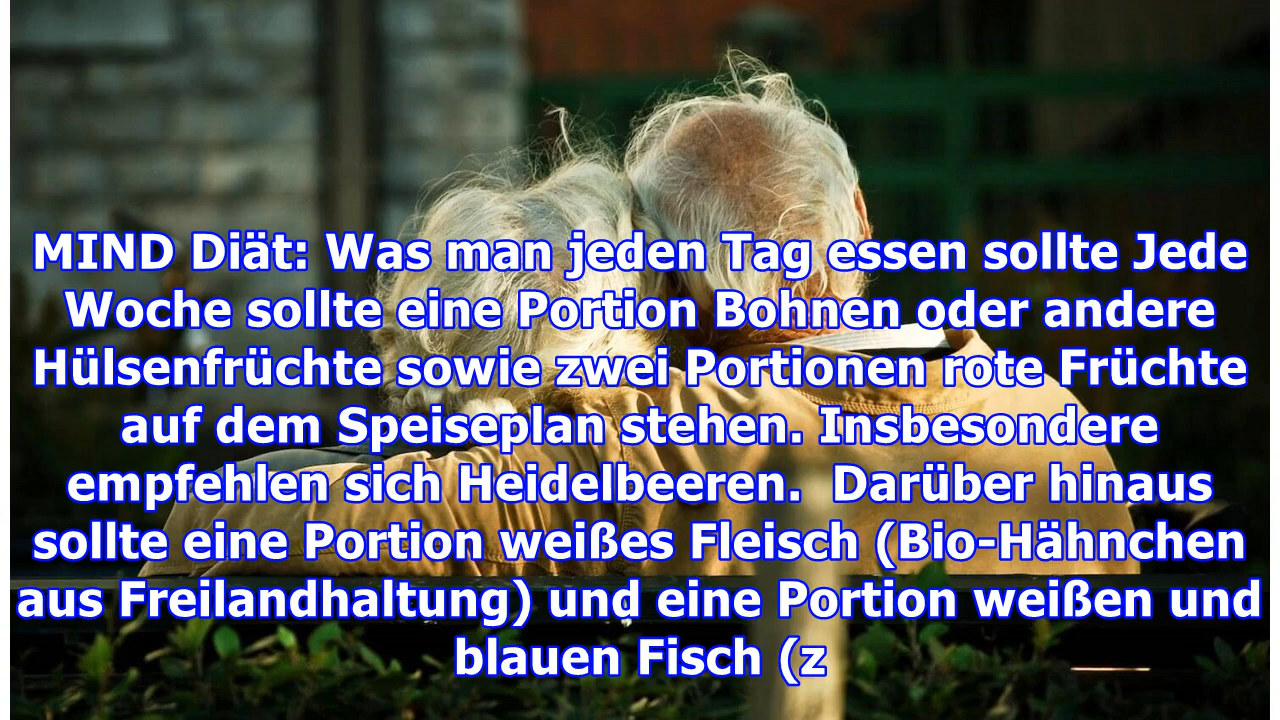 MIND Diät: Was man jeden Tag essen sollte Jede
Woche sollte eine Portion Bohnen oder andere
Hülsenfrüchte sowie zwei Portionen rote Früchte
auf dem Speiseplan stehen. Insbesondere
empfehlen sich Heidelbeeren.  Darüber hinaus
sollte eine Portion weißes Fleisch (Bio-Hähnchen
aus Freilandhaltung) und eine Portion weißen und
blauen Fisch (z